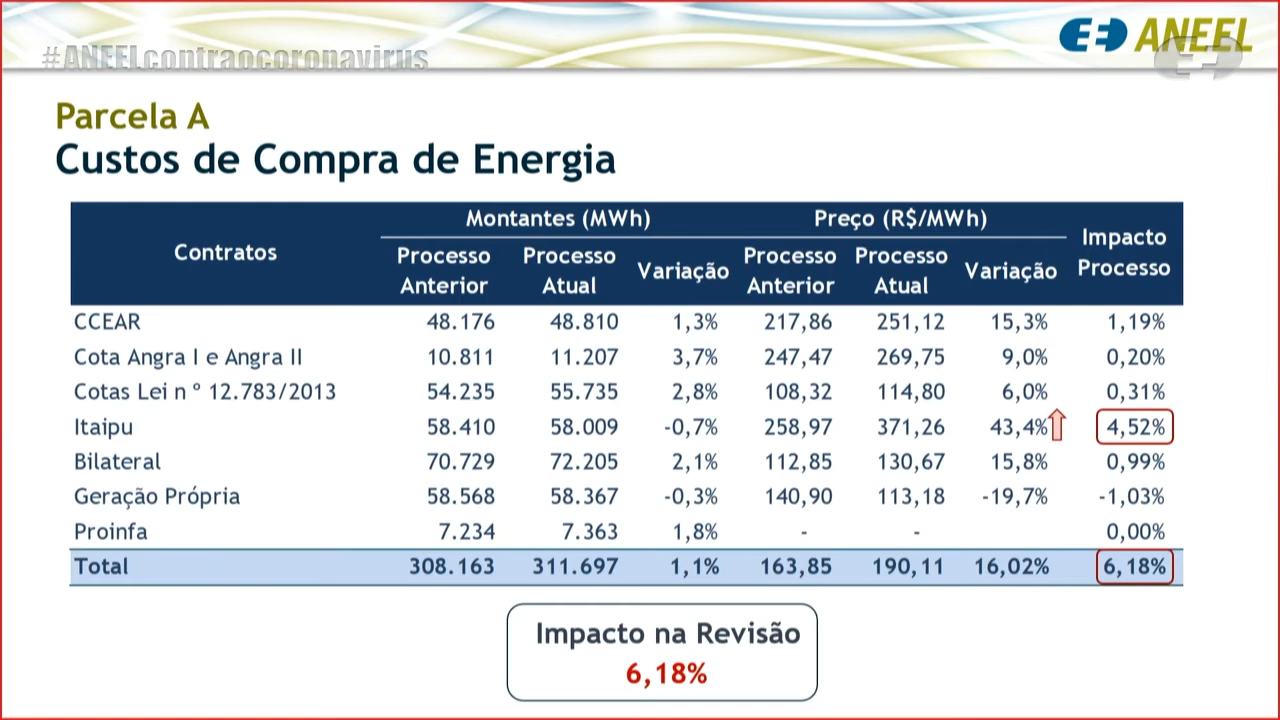 #ANEELcontraocoronavirus
ANEEL
Parcela A
Custos de Compra de Energia
Contratos Montantes (MWh) Preço (R$/MWh) Impacto Processo
Processo Anterior Processo Atual Variação Processo Anterior Processo Atual Variação
CCEAR 48.176 48.810 1,3% 217,86 251,12 15,3% 1,19%
Cota Angra I e Angra II 10.811 11.207 3,7% 247,47 269,75 9,0% 0,20%
Cotas Lei n º 12.783/2013 54.235 55.735 2,8% 108,32 114,80 6,0% 0,31%
Itaipu 58.410 58.009 -0,7% 258,97 371,26 43,4% 4,52%
Bilateral 70.729 72.205 2,1% 112,85 130,67 15,8% 0,99%
Geração Própria 58.568 58.367 -0,3% 140,90 113,18 -19,7% -1,03%
Proinfa 7.234 7.363 1,8% - - 0,00%
Total 308.163 311.697 1,1% 163,85 190,11 16,02% 6,18%
Impacto na Revisão
6,18%